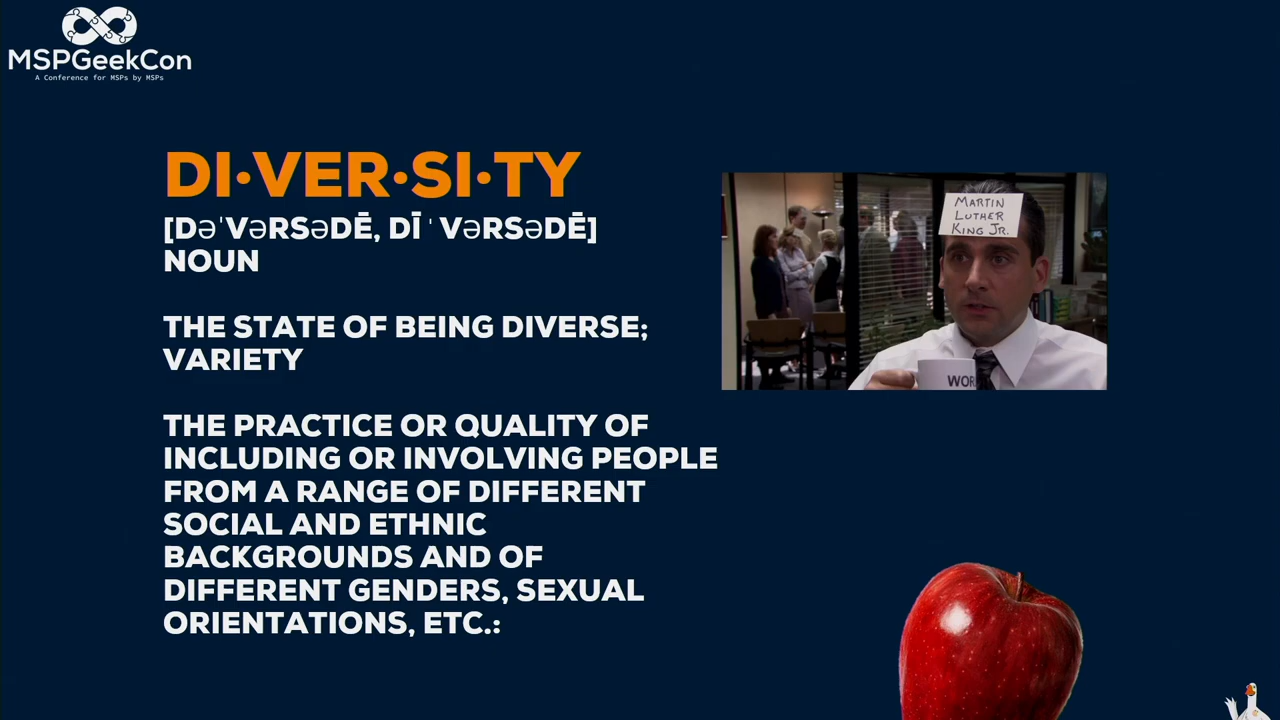 MSPGeekCon
A Conference for MSPs by MSPs
DI·VER·SI·TY
[DəˈVəRSədĒ, DĪˈVəRSədĒ]
NOUN
THE STATE OF BEING DIVERSE;
VARIETY
THE PRACTICE OR QUALITY OF
INCLUDING OR INVOLVING PEOPLE
FROM A RANGE OF DIFFERENT
SOCIAL AND ETHNIC
BACKGROUNDS AND OF
DIFFERENT GENDERS, SEXUAL
ORIENTATIONS, ETC.:
MARTIN
LUTHER
KING JR.
WOR